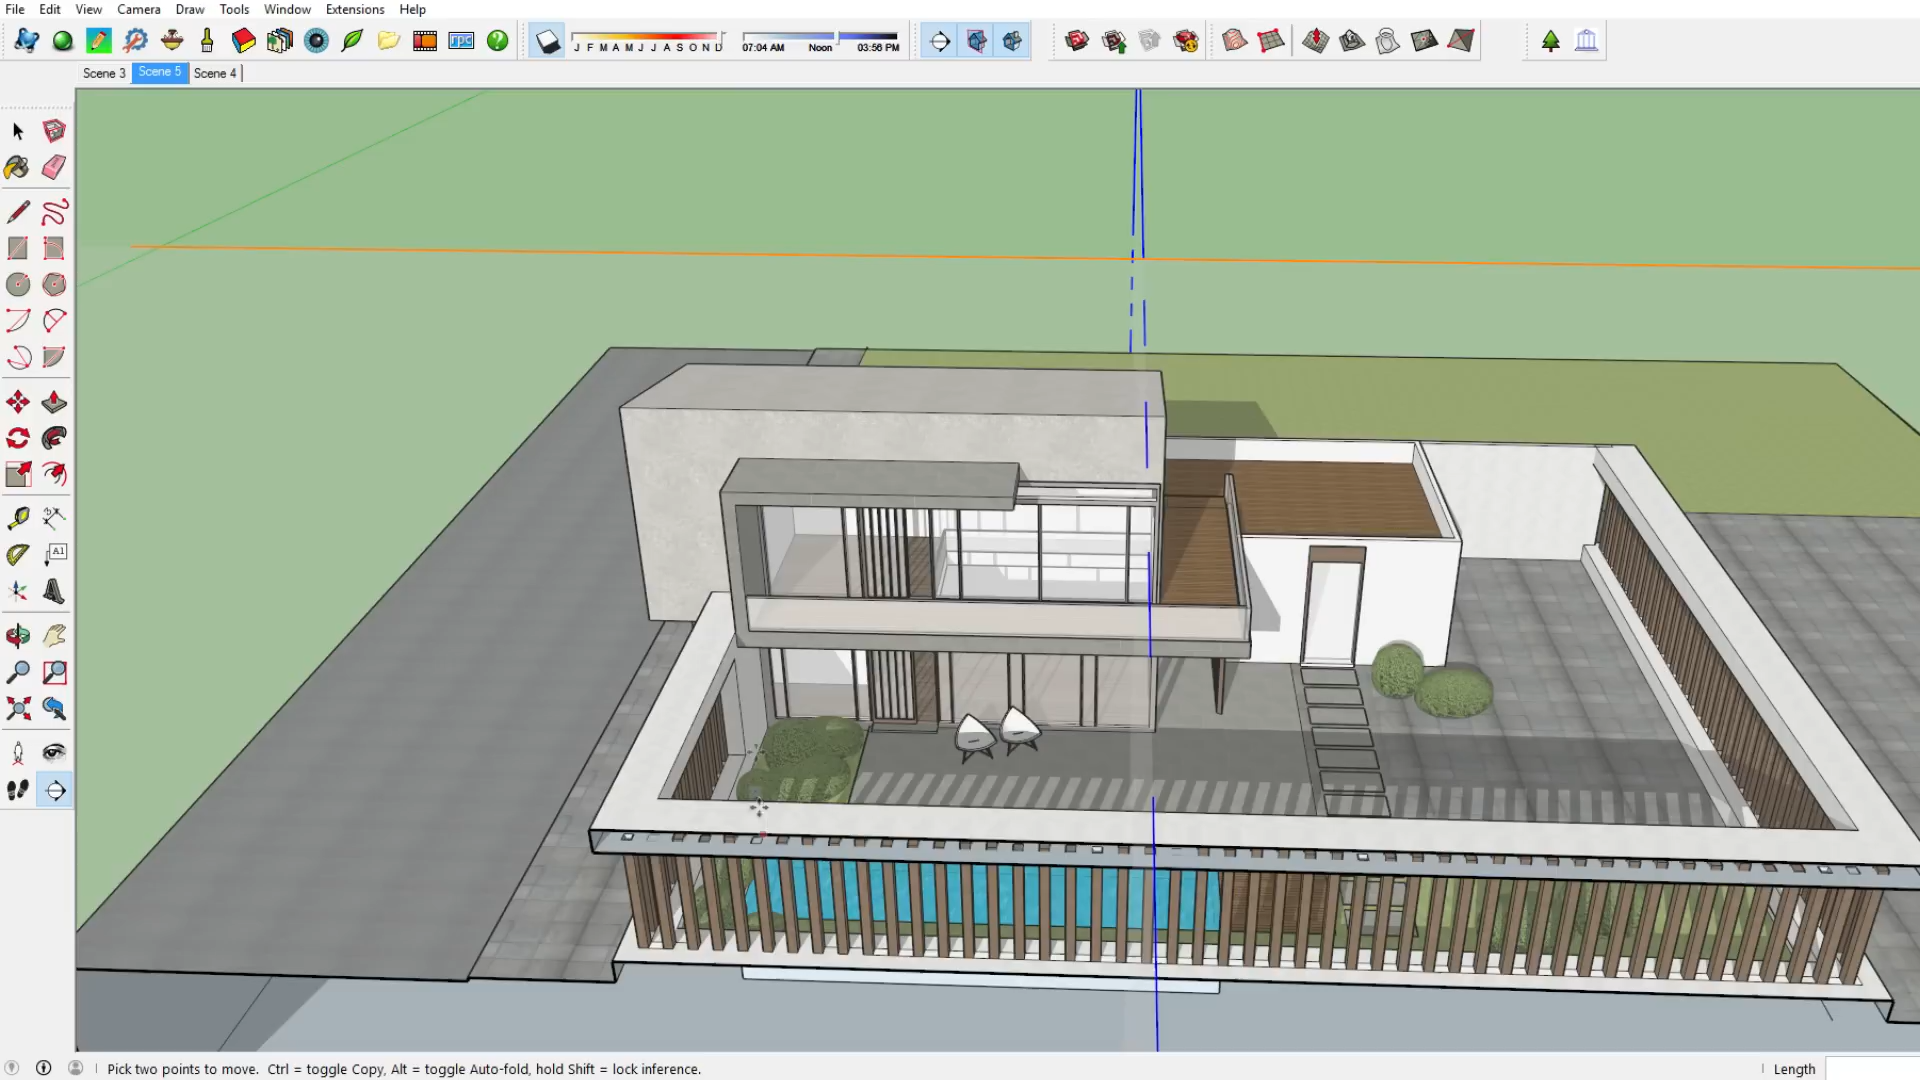 File Edit View Camera Draw Tools Window Extensions Help
rpc
J F M A M J J A S O N D
07:04 AM Noon 03:56 PM
Scene 3 Scene 5 Scene 4
A1
Pick two points to move. Ctrl = toggle Copy, Alt = toggle Auto-fold, hold Shift = lock inference.
Length